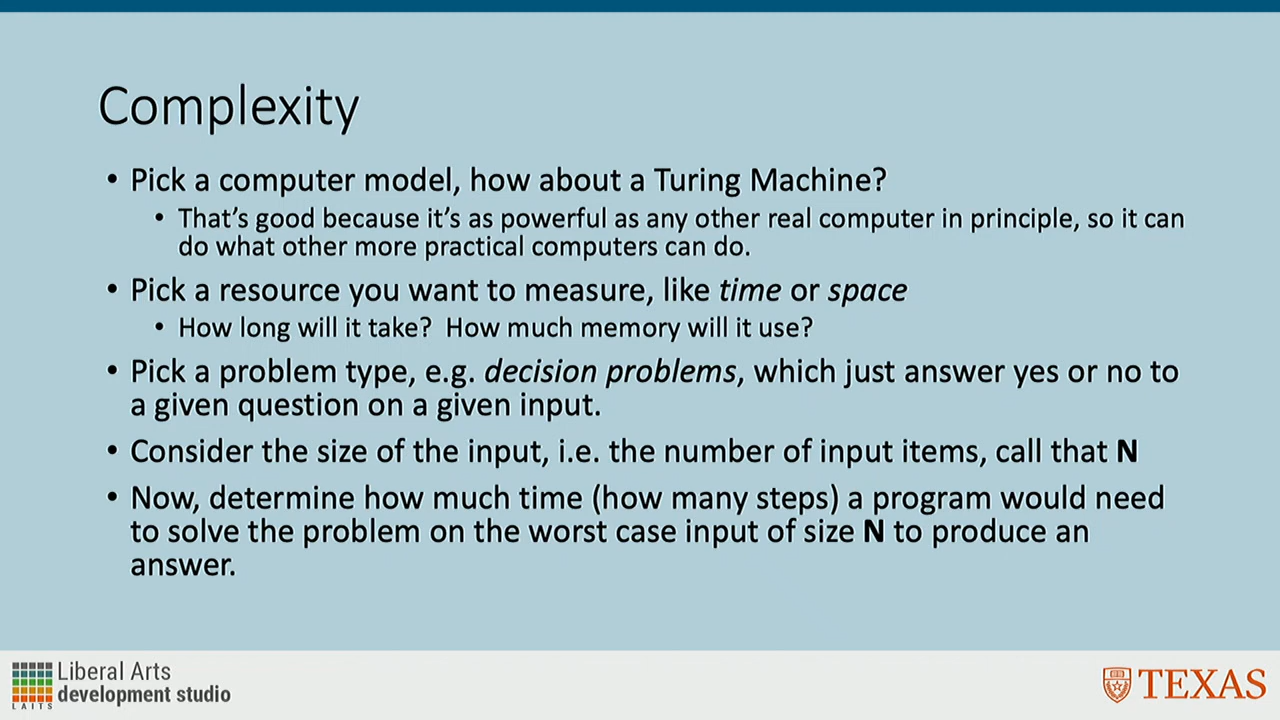 Complexity
• Pick a computer model, how about a Turing Machine?
• That's good because it's as powerful as any other real computer in principle, so it can
do what other more practical computers can do.
• Pick a resource you want to measure, like time or space
• How long will it take?  How much memory will it use?
• Pick a problem type, e.g. decision problems, which just answer yes or no to
a given question on a given input.
• Consider the size of the input, i.e. the number of input items, call that N
• Now, determine how much time (how many steps) a program would need
to solve the problem on the worst case input of size N to produce an
answer.
Liberal Arts
development studio
LAITS
TEXAS